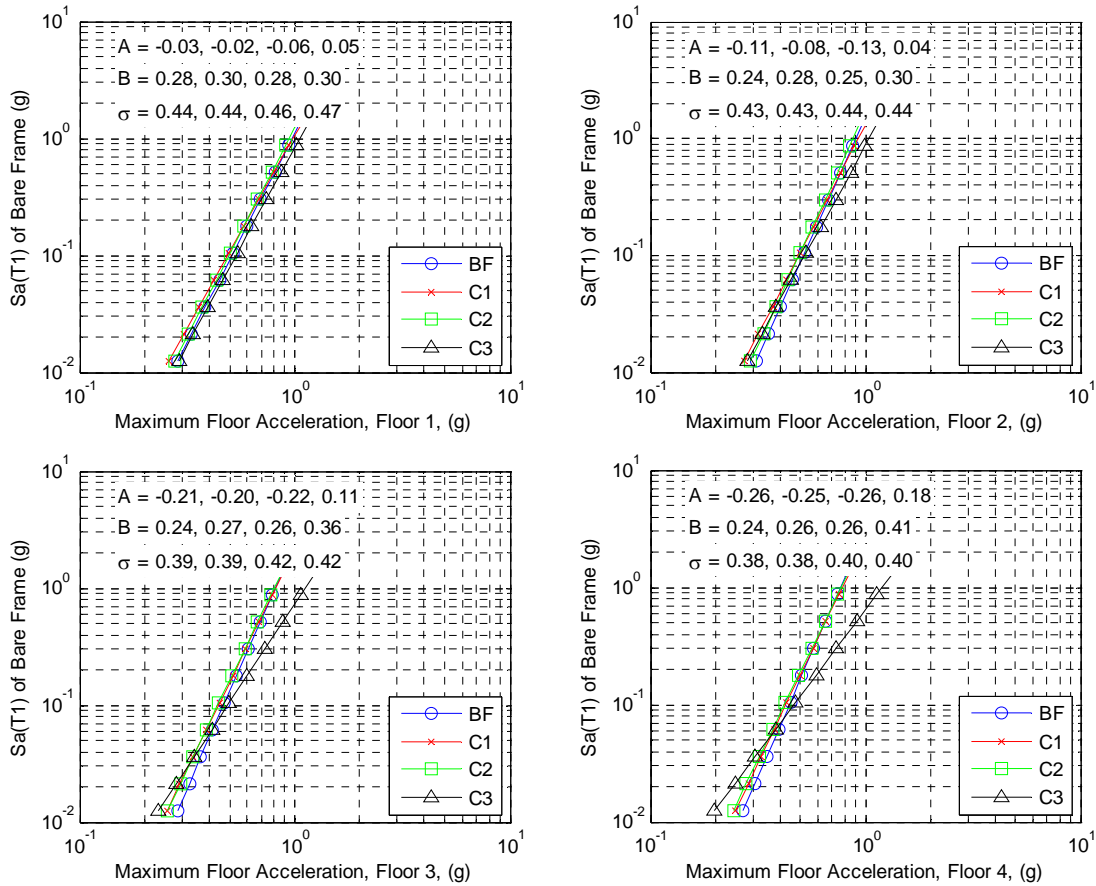 10^1
A = -0.03, -0.02, -0.06, 0.05
B = 0.28, 0.30, 0.28, 0.30
σ = 0.44, 0.44, 0.46, 0.47
10^0
10^-1
10^-2
Sa(T1) of Bare Frame (g)
BF
C1
C2
C3
10^-1
10^0
10^1
Maximum Floor Acceleration, Floor 1, (g)
10^1
A = -0.11, -0.08, -0.13, 0.04
B = 0.24, 0.28, 0.25, 0.30
σ = 0.43, 0.43, 0.44, 0.44
10^0
10^-1
10^-2
Sa(T1) of Bare Frame (g)
BF
C1
C2
C3
10^-1
10^0
10^1
Maximum Floor Acceleration, Floor 2, (g)
10^1
A = -0.21, -0.20, -0.22, 0.11
B = 0.24, 0.27, 0.26, 0.36
σ = 0.39, 0.39, 0.42, 0.42
10^0
10^-1
10^-2
Sa(T1) of Bare Frame (g)
BF
C1
C2
C3
10^-1
10^0
10^1
Maximum Floor Acceleration, Floor 3, (g)
10^1
A = -0.26, -0.25, -0.26, 0.18
B = 0.24, 0.26, 0.26, 0.41
σ = 0.38, 0.38, 0.40, 0.40
10^0
10^-1
10^-2
Sa(T1) of Bare Frame (g)
BF
C1
C2
C3
10^-1
10^0
10^1
Maximum Floor Acceleration, Floor 4, (g)